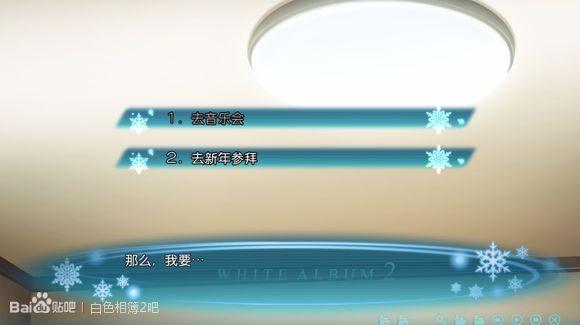 1．去音乐会
2．去新年参拜
那么，我要…
WHITE ALBUM 2
Bai贴吧 | 白色相簿2吧